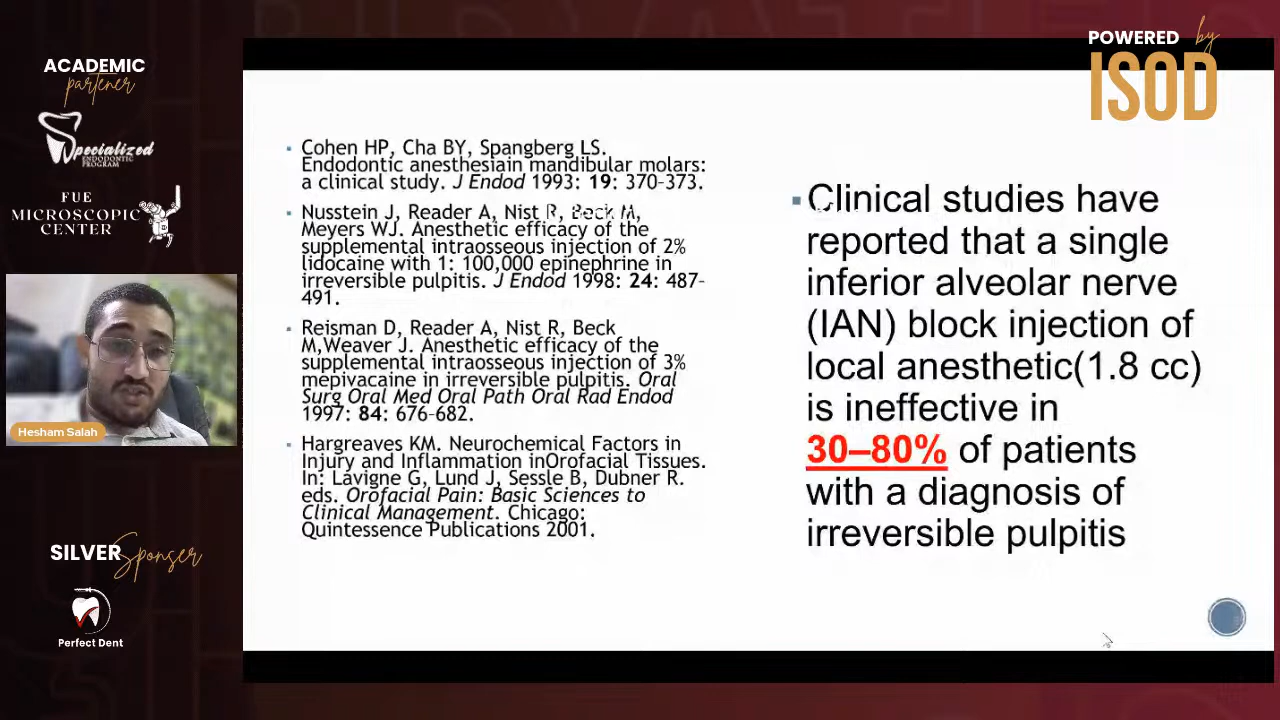 ACADEMIC
partener
Specialized
ENDODONTIC
PROGRAM
FUE
MICROSCOPIC
CENTER
Hesham Salah
SILVER Sponser
Perfect Dent
Cohen HP, Cha BY, Spangberg LS.
Endodontic anesthesiain mandibular molars:
a clinical study. J Endod 1993: 19: 370–373.
Nusstein J, Reader A, Nist R, Beck M,
Meyers WJ. Anesthetic efficacy of the
supplemental intraosseous injection of 2%
lidocaine with 1: 100,000 epinephrine in
irreversible pulpitis. J Endod 1998: 24: 487–
491.
Reisman D, Reader A, Nist R, Beck
M,Weaver J. Anesthetic efficacy of the
supplemental intraosseous injection of 3%
mepivacaine in irreversible pulpitis. Oral
Surg Oral Med Oral Path Oral Rad Endod
1997: 84: 676–682.
Hargreaves KM. Neurochemical Factors in
Injury and Inflammation inOrofacial Tissues.
In: Lavigne G, Lund J, Sessle B, Dubner R.
eds. Orofacial Pain: Basic Sciences to
Clinical Management. Chicago:
Quintessence Publications 2001.
POWERED by
ISOD
Clinical studies have
reported that a single
inferior alveolar nerve
(IAN) block injection of
local anesthetic(1.8 cc)
is ineffective in
30–80% of patients
with a diagnosis of
irreversible pulpitis